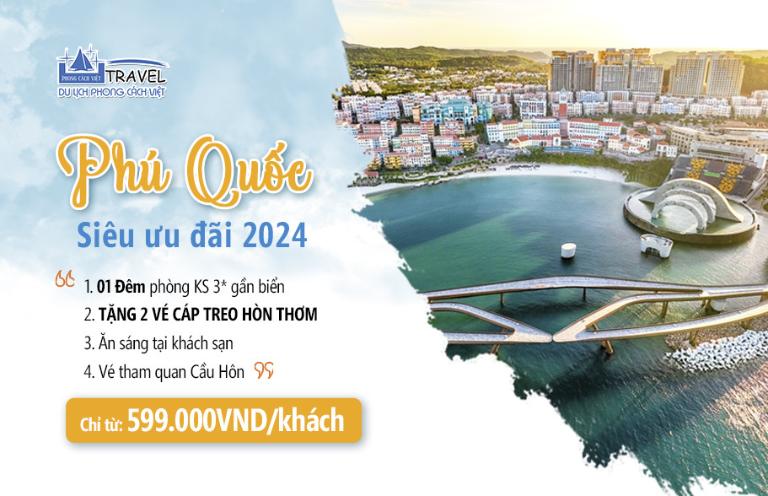 PHONG CÁCH VIỆT
TRAVEL
DU LỊCH PHONG CÁCH VIỆT
Phú Quốc
Siêu ưu đãi 2024
1. 01 Đêm phòng KS 3* gần biển
2. TẶNG 2 VÉ CÁP TREO HÒN THƠM
3. Ăn sáng tại khách sạn
4. Vé tham quan Cầu Hôn
Chỉ từ: 599.000VND/khách